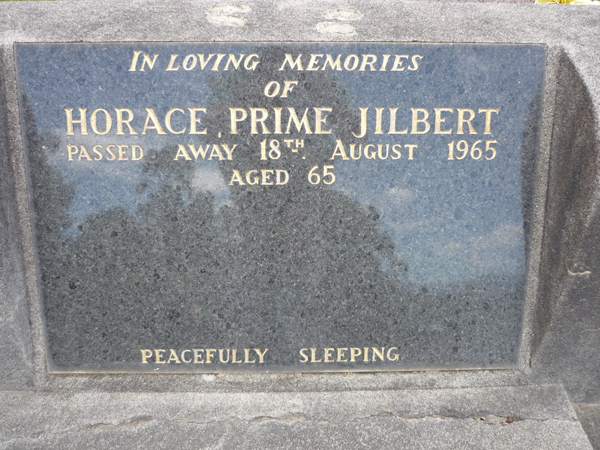 IN LOVING MEMORIES
OF
HORACE PRIME JILBERT
PASSED AWAY 18TH. AUGUST 1965
AGED 65
PEACEFULLY SLEEPING